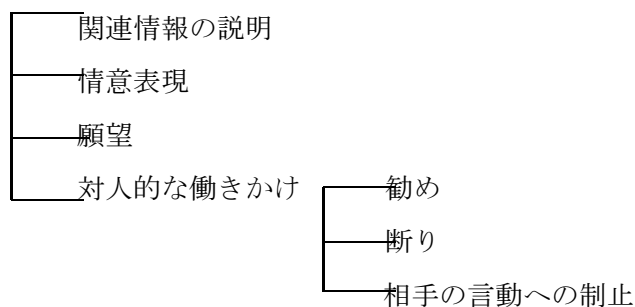 関連情報の説明
情意表現
願望
対人的な働きかけ
勧め
断り
相手の言動への制止